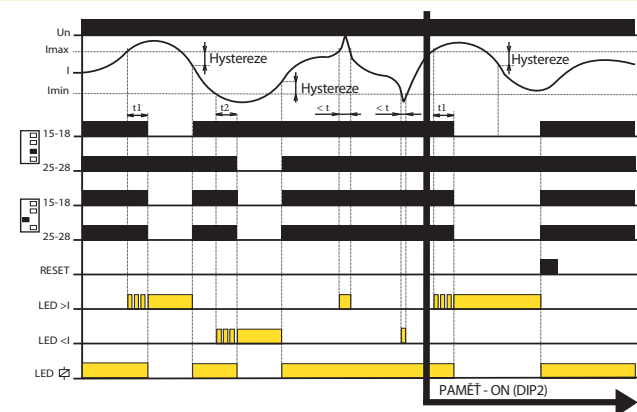 Un
Imax
I
Imin
Hystereze
Hystereze
Hystereze
t1
t2
< t
< t
t1
15-18
25-28
15-18
25-28
RESET
LED >I
LED <I
LED
PAMĚŤ - ON (DIP2)